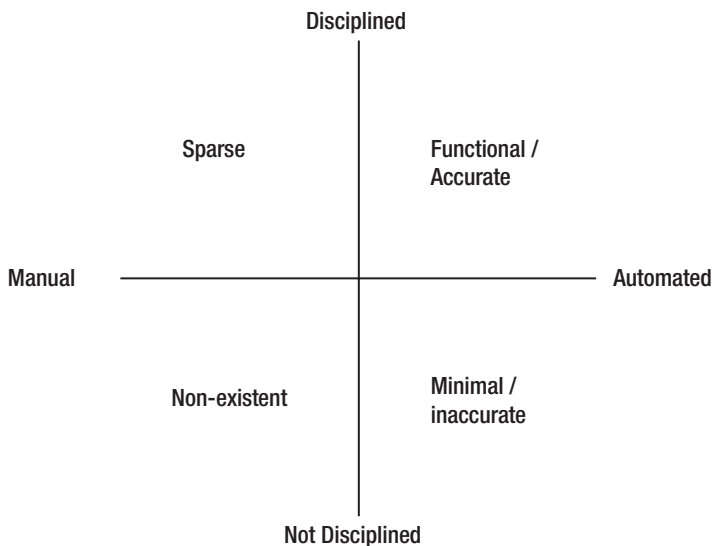 Disciplined
Sparse
Functional /
Accurate
Manual
Automated
Non-existent
Minimal /
inaccurate
Not Disciplined